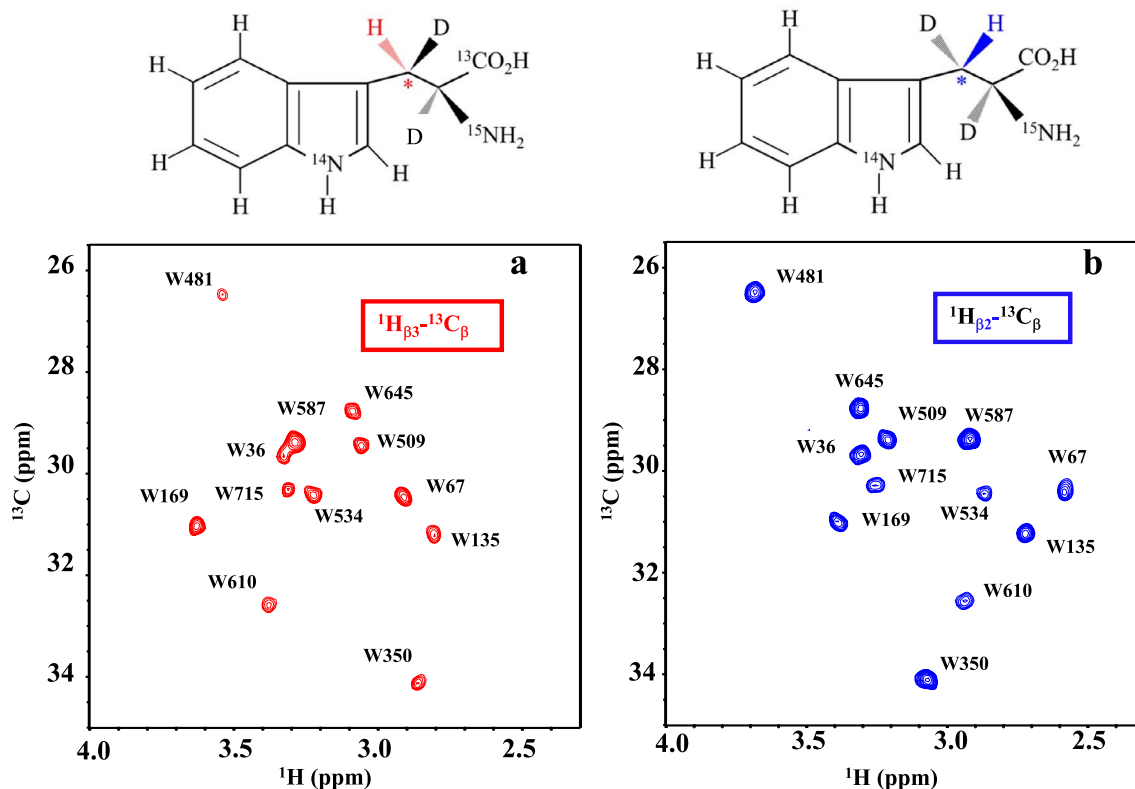 H D ¹³CO₂H
H H * D ¹⁵NH₂
H ¹⁴N H H H
D H CO₂H
H H * D ¹⁵NH₂
H ¹⁴N H H H
a
¹Hβ3-¹³Cβ
W481
W645
W587
W509
W36
W67
W169
W715
W534
W135
W610
W350
26
28
30
32
34
¹³C (ppm)
4.0 3.5 3.0 2.5
¹H (ppm)
b
¹Hβ2-¹³Cβ
W481
W645
W509
W587
W36
W67
W715
W534
W169
W135
W610
W350
26
28
30
32
34
¹³C (ppm)
4.0 3.5 3.0 2.5
¹H (ppm)